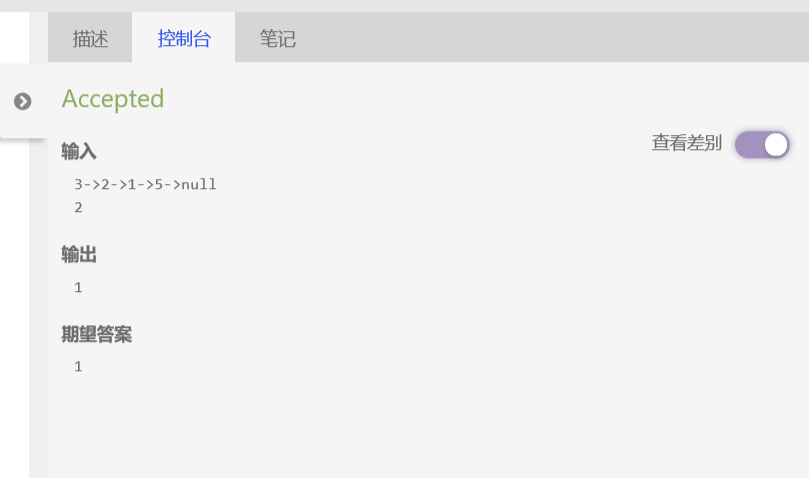 描述 控制台 笔记
Accepted
查看差别
输入
3->2->1->5->null
2
输出
1
期望答案
1